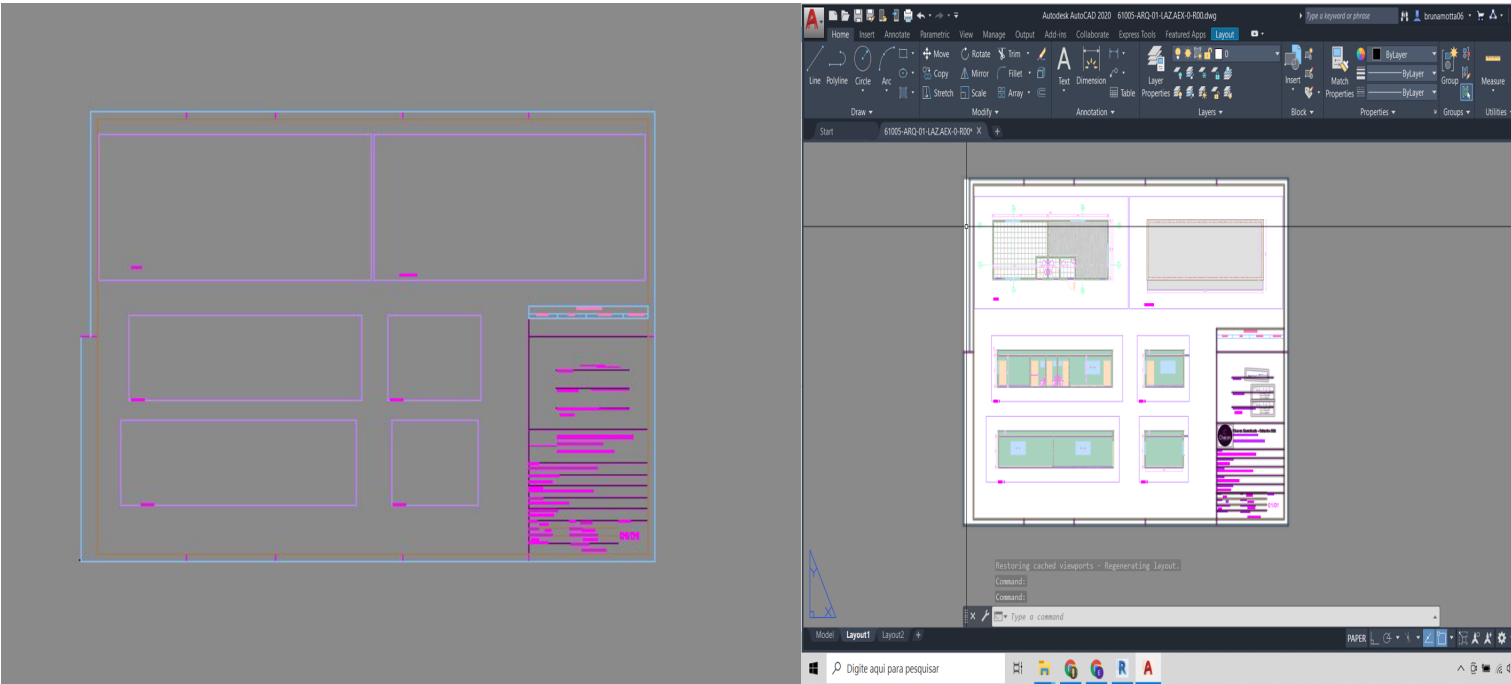 Autodesk AutoCAD 2020 61005-ARQ-01-LAZ.AEX-0-R00.dwg
Type a keyword or phrase
brunamotta06
Home Insert Annotate Parametric View Manage Output Add-ins Collaborate Express Tools Featured Apps Layout
Line Polyline Circle Arc
Move Rotate Trim
Copy Mirror Fillet
Stretch Scale Array
Text Dimension Table
Layer Properties
0
Insert
Match Properties
ByLayer
ByLayer
ByLayer
Group
Measure
Draw Modify Annotation Layers Block Properties Groups Utilities
Start 61005-ARQ-01-LAZ.AEX-0-R00* X +
01/01
Restoring cached viewports - Regenerating layout.
Command:
Command:
Type a command
Model Layout1 Layout2 +
PAPER
Digite aqui para pesquisar